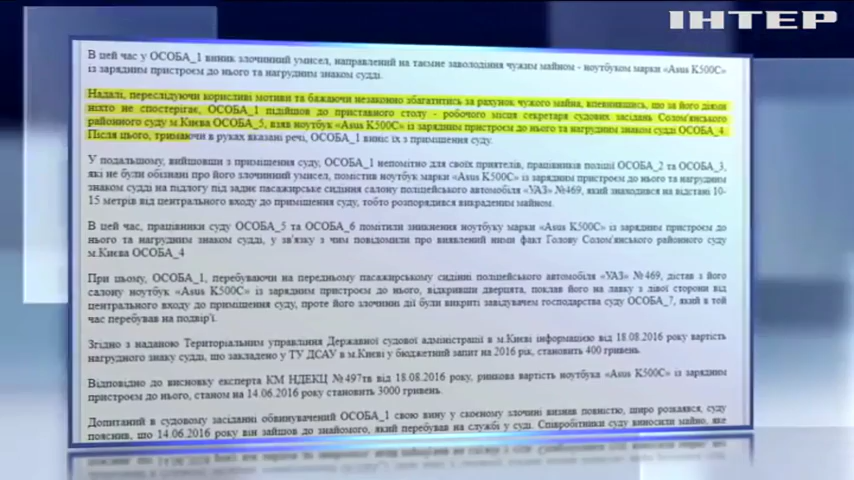 ІНТЕР
В цей час у ОСОБА_1 виник злочинний умисел, направлений на таємне заволодіння чужим майном - ноутбуком марки «Asus K500C»
із зарядним пристроєм до нього та нагрудним знаком судді.
Надалі, переслідуючи корисливі мотиви та бажаючи незаконно збагатитись за рахунок чужого майна, впевнившись, що за його діями
ніхто не спостерігає, ОСОБА_1 підійшов до приставного столу - робочого місця секретаря судових засідань Солом'янського
районного суду м.Києва ОСОБА_5, взяв ноутбук «Asus K500C» із зарядним пристроєм до нього та нагрудним знаком судді ОСОБА_4.
Після цього, тримаючи в руках вказані речі, ОСОБА_1 виніс їх з приміщення суду.
У подальшому, вийшовши з приміщення суду, ОСОБА_1 непомітно для своїх приятелів, працівників поліції ОСОБА_2 та ОСОБА_3,
які не були обізнані про його злочинний умисел, помістив ноутбук марки «Asus K500C» із зарядним пристроєм до нього та нагрудним
знаком судді на підлогу під заднє пасажирське сидіння салону поліцейського автомобіля «УАЗ» №469, який знаходився на відстані 10-
15 метрів від центрального входу до приміщення суду, тобто розпорядився викраденим майном.
В цей час, працівники суду ОСОБА_5 та ОСОБА_6 помітили зникнення ноутбуку марки «Asus K500C» із зарядним пристроєм до
нього та нагрудним знаком судді, у зв'язку з чим повідомили про виявлений ними факт Голову Солом'янського районного суду
м.Києва ОСОБА_4
При цьому, ОСОБА_1, перебуваючи на передньому пасажирському сидінні поліцейського автомобіля «УАЗ» №469, дістав з його
салону ноутбук «Asus K500C» із зарядним пристроєм до нього, відкривши дверцята, поклав його на лавку з лівої сторони від
центрального входу до приміщення суду, проте його злочинні дії були викриті завідувачем господарства суду ОСОБА_7, який в той
час перебував на подвір'ї.
Згідно з наданою Територіальним управління Державної судової адміністрації в м.Києві інформацією від 18.08.2016 року вартість
нагрудного знаку судді, що закладено у ТУ ДСАУ в м.Києві у бюджетний запит на 2016 рік, становить 400 гривень.
Відповідно до висновку експерта КМ НДЕКЦ №497тв від 18.08.2016 року, ринкова вартість ноутбука «Asus K500C» із зарядним
пристроєм до нього, станом на 14.06.2016 року становить 3000 гривень.
Допитаний в судовому засіданні обвинувачений ОСОБА_1 свою вину у скоєному злочині визнав повністю, щиро розкаявся, суду
пояснив, що 14.06.2016 року він зайшов до знайомого, який перебував на службі у суді. Співробітники суду виносили майно, яке